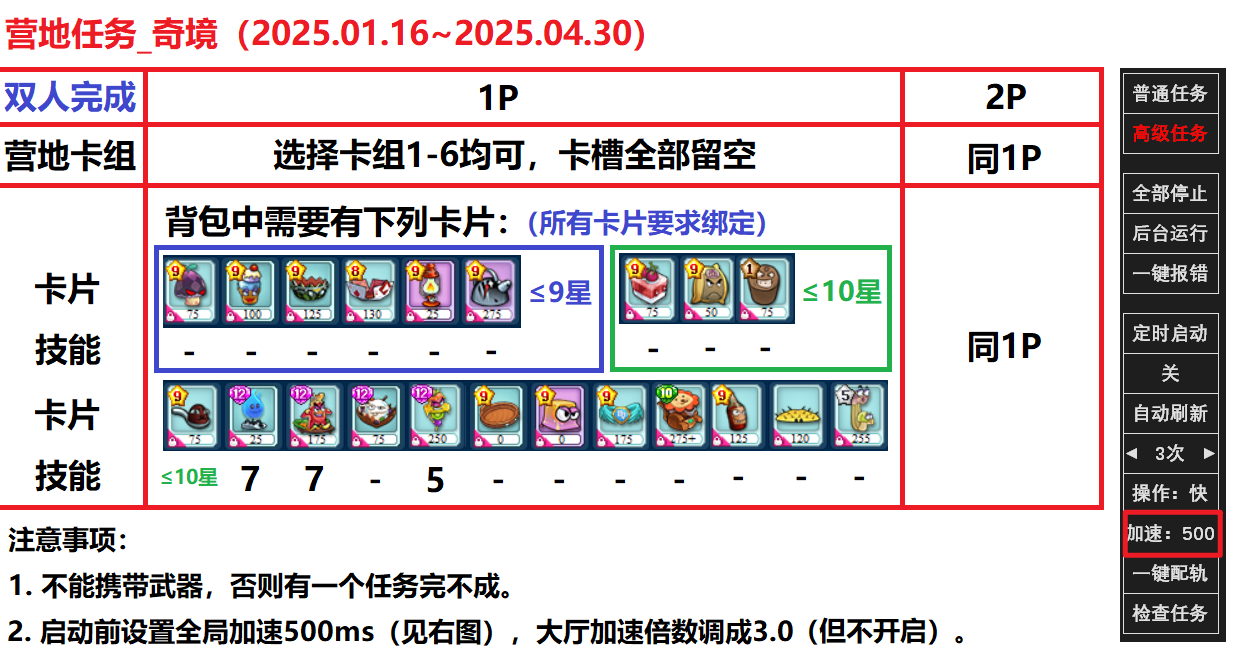 营地任务_奇境（2025.01.16~2025.04.30）
双人完成 1P 2P
营地卡组 选择卡组1-6均可，卡槽全部留空 同1P
背包中需要有下列卡片：（所有卡片要求绑定）
卡片 9 9 9 8 9 9 ≤9星 9 9 1 ≤10星
75 100 125 130 25 275 75 50 75
技能 - - - - - - - - - 同1P
卡片 9 12 12 12 12 9 9 9 10 9 5
75 25 175 75 250 0 0 175 275+ 125 120 255
技能 ≤10星 7 7 - 5 - - - - - - -
注意事项：
1. 不能携带武器，否则有一个任务完不成。
2. 启动前设置全局加速500ms（见右图），大厅加速倍数调成3.0（但不开启）。
普通任务
高级任务
全部停止
后台运行
一键报错
定时启动
关
自动刷新
◀ 3次 ▶
操作：快
加速：500
一键配轨
检查任务